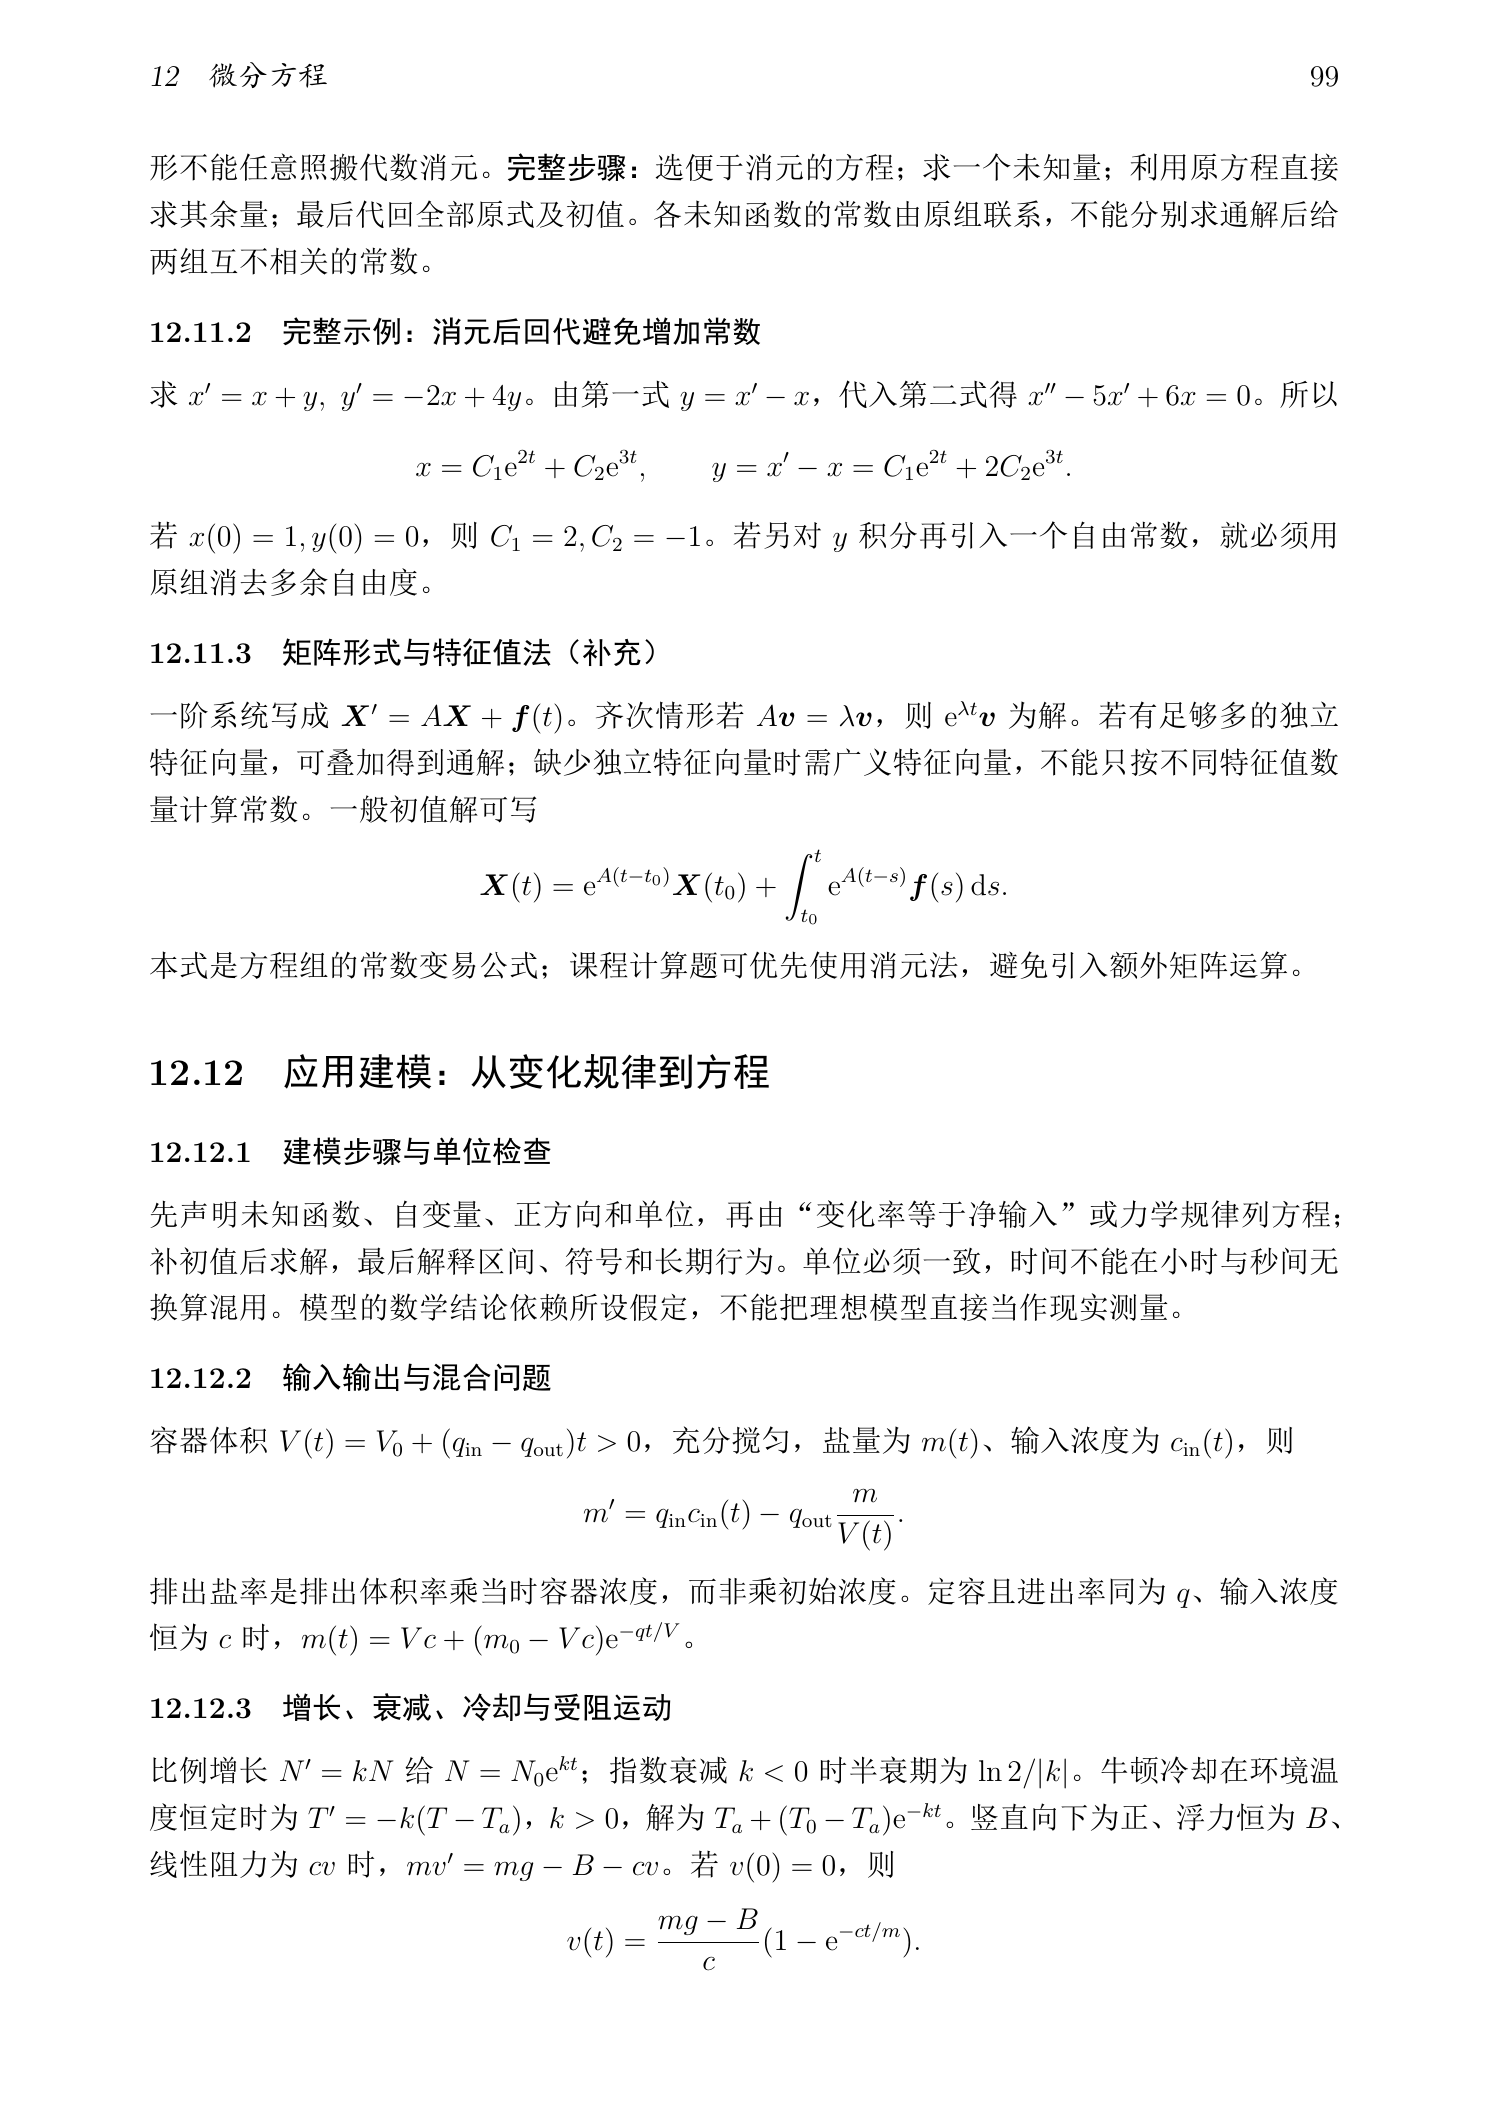 12 微分方程 99
形不能任意照搬代数消元。完整步骤：选便于消元的方程；求一个未知量；利用原方程直接
求其余量；最后代回全部原式及初值。各未知函数的常数由原组联系，不能分别求通解后给
两组互不相关的常数。
12.11.2 完整示例：消元后回代避免增加常数
求 x′ = x + y, y′ = −2x + 4y。由第一式 y = x′ − x，代入第二式得 x″ − 5x′ + 6x = 0。所以
x = C₁e^{2t} + C₂e^{3t}, y = x′ − x = C₁e^{2t} + 2C₂e^{3t}.
若 x(0) = 1, y(0) = 0，则 C₁ = 2, C₂ = −1。若另对 y 积分再引入一个自由常数，就必须用
原组消去多余自由度。
12.11.3 矩阵形式与特征值法（补充）
一阶系统写成 X′ = AX + f(t)。齐次情形若 Av = λv，则 e^{λt}v 为解。若有足够多的独立
特征向量，可叠加得到通解；缺少独立特征向量时需广义特征向量，不能只按不同特征值数
量计算常数。一般初值解可写
X(t) = e^{A(t−t₀)}X(t₀) + ∫_{t₀}^{t} e^{A(t−s)}f(s) ds.
本式是方程组的常数变易公式；课程计算题可优先使用消元法，避免引入额外矩阵运算。
12.12 应用建模：从变化规律到方程
12.12.1 建模步骤与单位检查
先声明未知函数、自变量、正方向和单位，再由“变化率等于净输入”或力学规律列方程；
补初值后求解，最后解释区间、符号和长期行为。单位必须一致，时间不能在小时与秒间无
换算混用。模型的数学结论依赖所设假定，不能把理想模型直接当作现实测量。
12.12.2 输入输出与混合问题
容器体积 V(t) = V₀ + (q_{in} − q_{out})t > 0，充分搅匀，盐量为 m(t)、输入浓度为 c_{in}(t)，则
m′ = q_{in}c_{in}(t) − q_{out} \frac{m}{V(t)}.
排出盐率是排出体积率乘当时容器浓度，而非乘初始浓度。定容且进出率同为 q、输入浓度
恒为 c 时，m(t) = Vc + (m₀ − Vc)e^{−qt/V}。
12.12.3 增长、衰减、冷却与受阻运动
比例增长 N′ = kN 给 N = N₀e^{kt}；指数衰减 k < 0 时半衰期为 ln 2/|k|。牛顿冷却在环境温
度恒定时为 T′ = −k(T − T_a)，k > 0，解为 T_a + (T₀ − T_a)e^{−kt}。竖直向下为正、浮力恒为 B、
线性阻力为 cv 时，mv′ = mg − B − cv。若 v(0) = 0，则
v(t) = \frac{mg − B}{c}(1 − e^{−ct/m}).